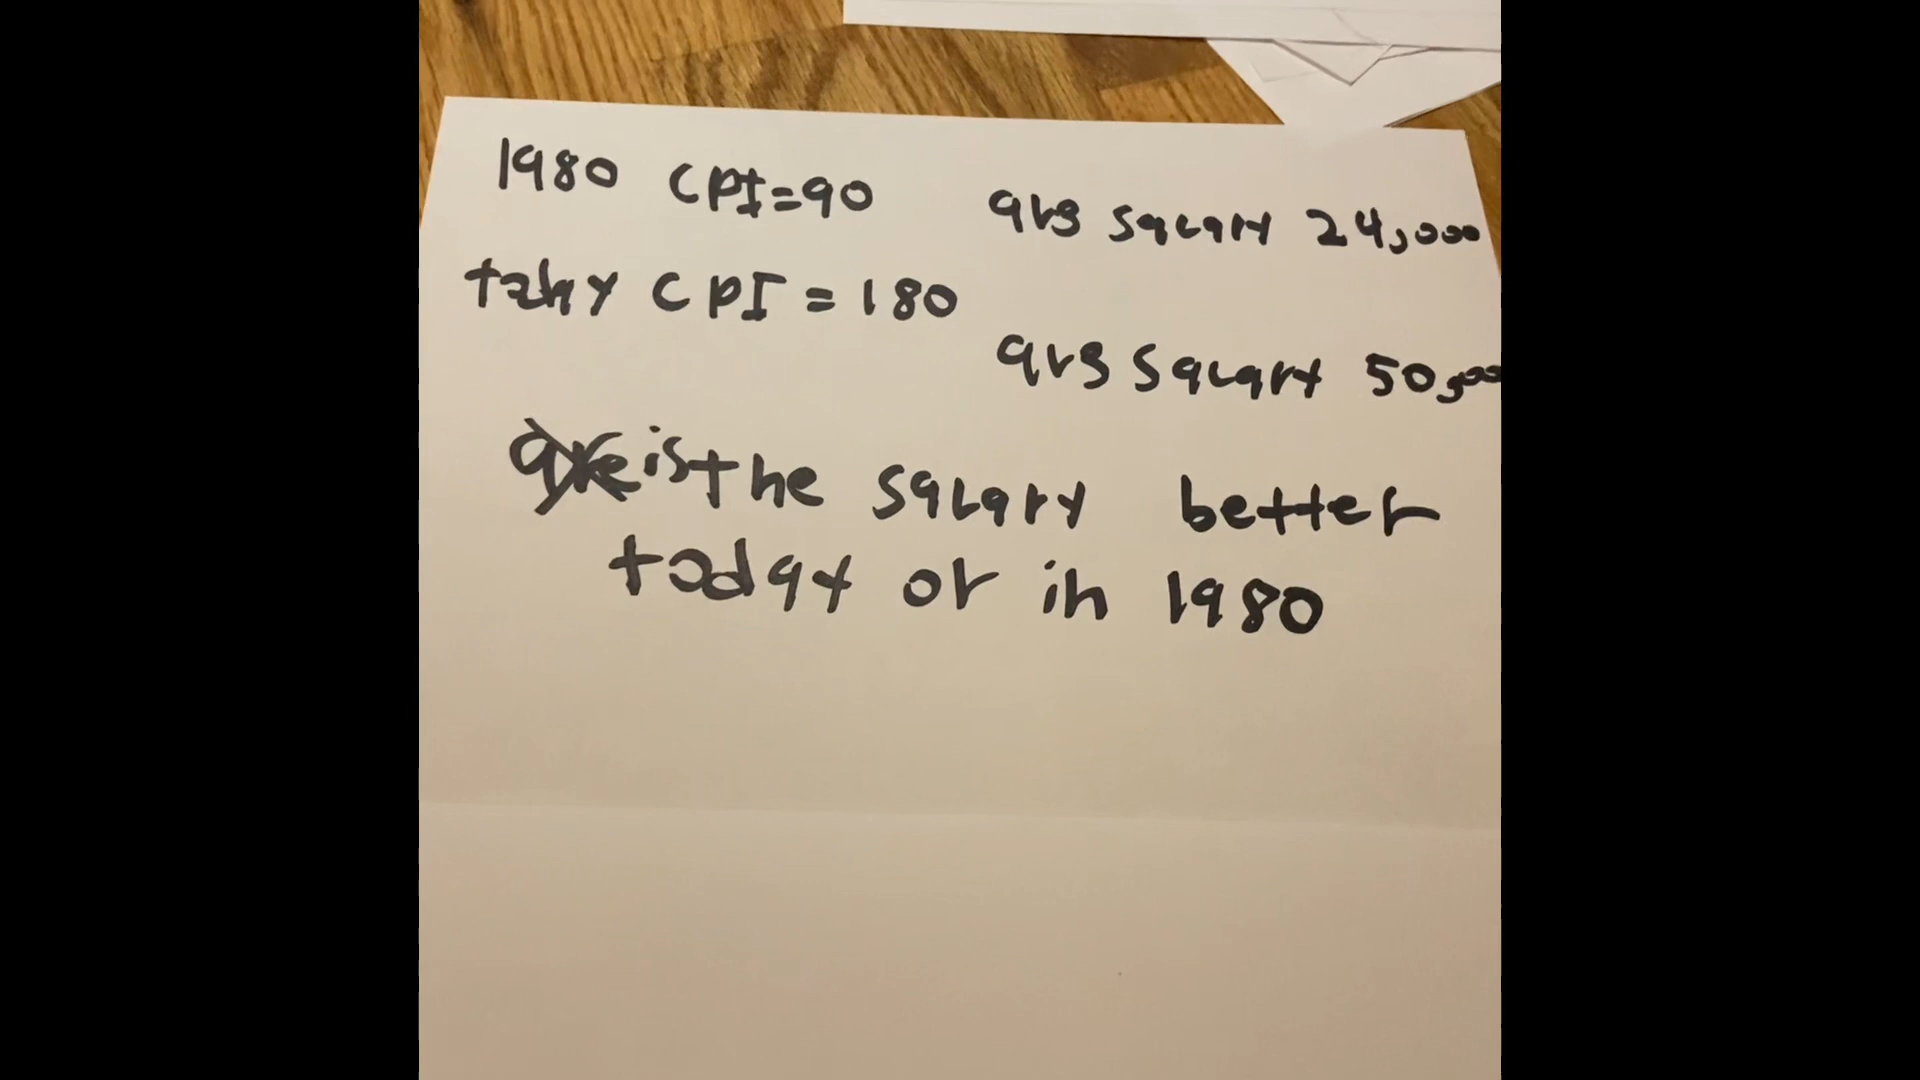 1980 CPI=90 avg salary 24,000
today CPI = 180
avg salary 50,000
is the salary better
today or in 1980